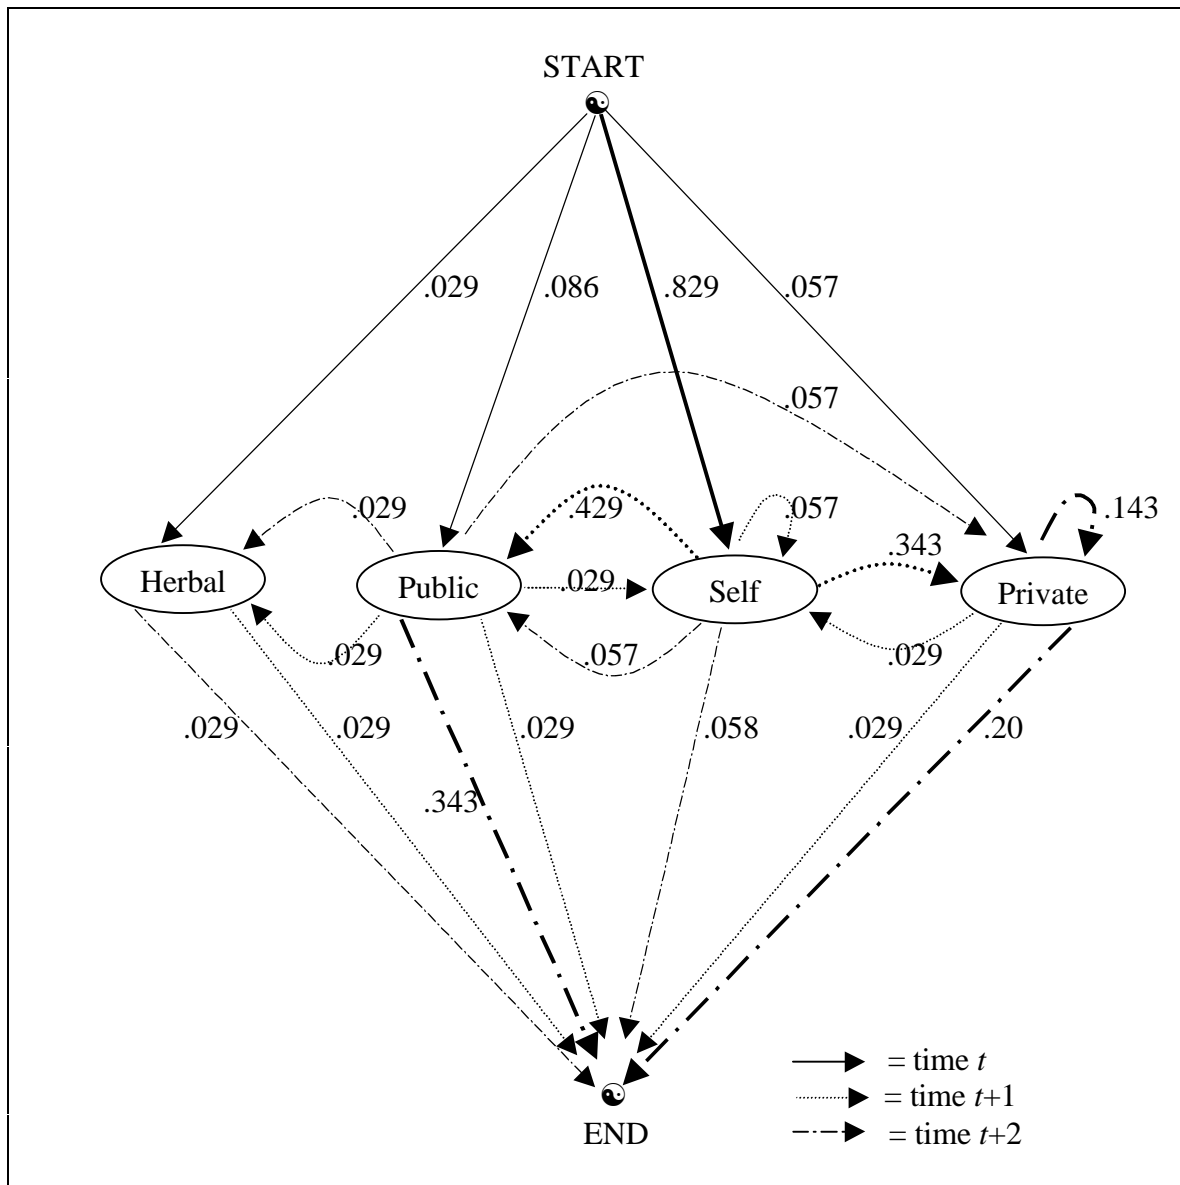 START
.029 .086 .829 .057
.057
.029 .429 .057 .143
.343
Herbal Public .029 Self Private
.029 .057 .029
.029 .029 .029 .058 .029 .20
.343
= time t
= time t+1
END = time t+2